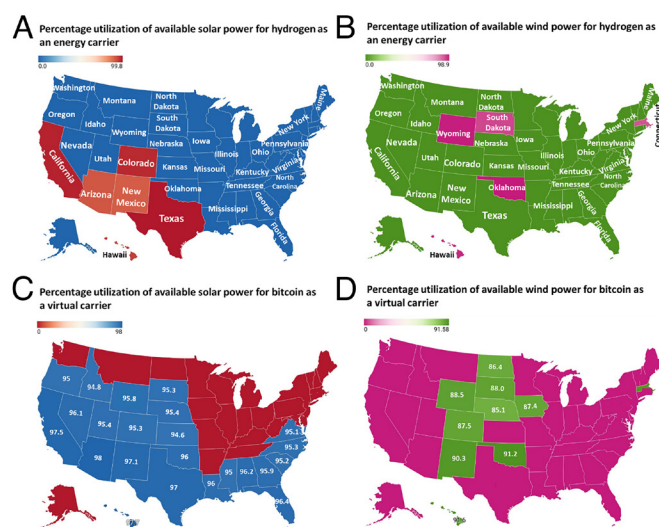 A Percentage utilization of available solar power for hydrogen as
an energy carrier
0.0 99.8
Washington
Oregon
Idaho
Montana
North
Dakota
South
Dakota
Wyoming
Nebraska
Iowa
Nevada
Utah
Colorado
Kansas
Missouri
Illinois
Ohio
Kentucky
Virginia
Pennsylvania
New York
Maine
North
Carolina
Tennessee
California
Arizona
New
Mexico
Oklahoma
Texas
Mississippi
Georgia
Florida
Hawaii
B Percentage utilization of available wind power for hydrogen as
an energy carrier
0.0 98.9
Washington
Oregon
Idaho
Montana
North
Dakota
South
Dakota
Wyoming
Nebraska
Iowa
Nevada
Utah
Colorado
Kansas
Missouri
Illinois
Ohio
Kentucky
Virginia
Pennsylvania
New York
Maine
Connecticut
North
Carolina
Tennessee
California
Arizona
New
Mexico
Oklahoma
Texas
Mississippi
Georgia
Florida
Hawaii
C Percentage utilization of available solar power for bitcoin as
a virtual carrier
0 98
95
94.8
95.8
95.3
95.4
96.1
95.4
95.3
94.6
97.5
98
97.1
96
97
96
95
96.2
95.9
95.2
95.3
95.1
96.4
D Percentage utilization of available wind power for bitcoin as
a virtual carrier
0 91.58
86.4
88.0
88.5
85.1
87.4
87.5
90.3
91.2